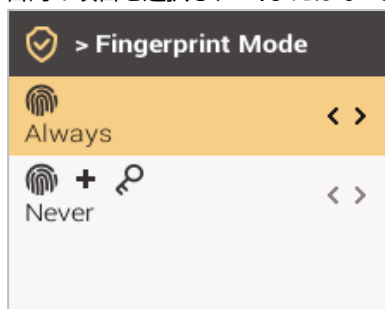 > Fingerprint Mode
Always
< >
+
Never
< >